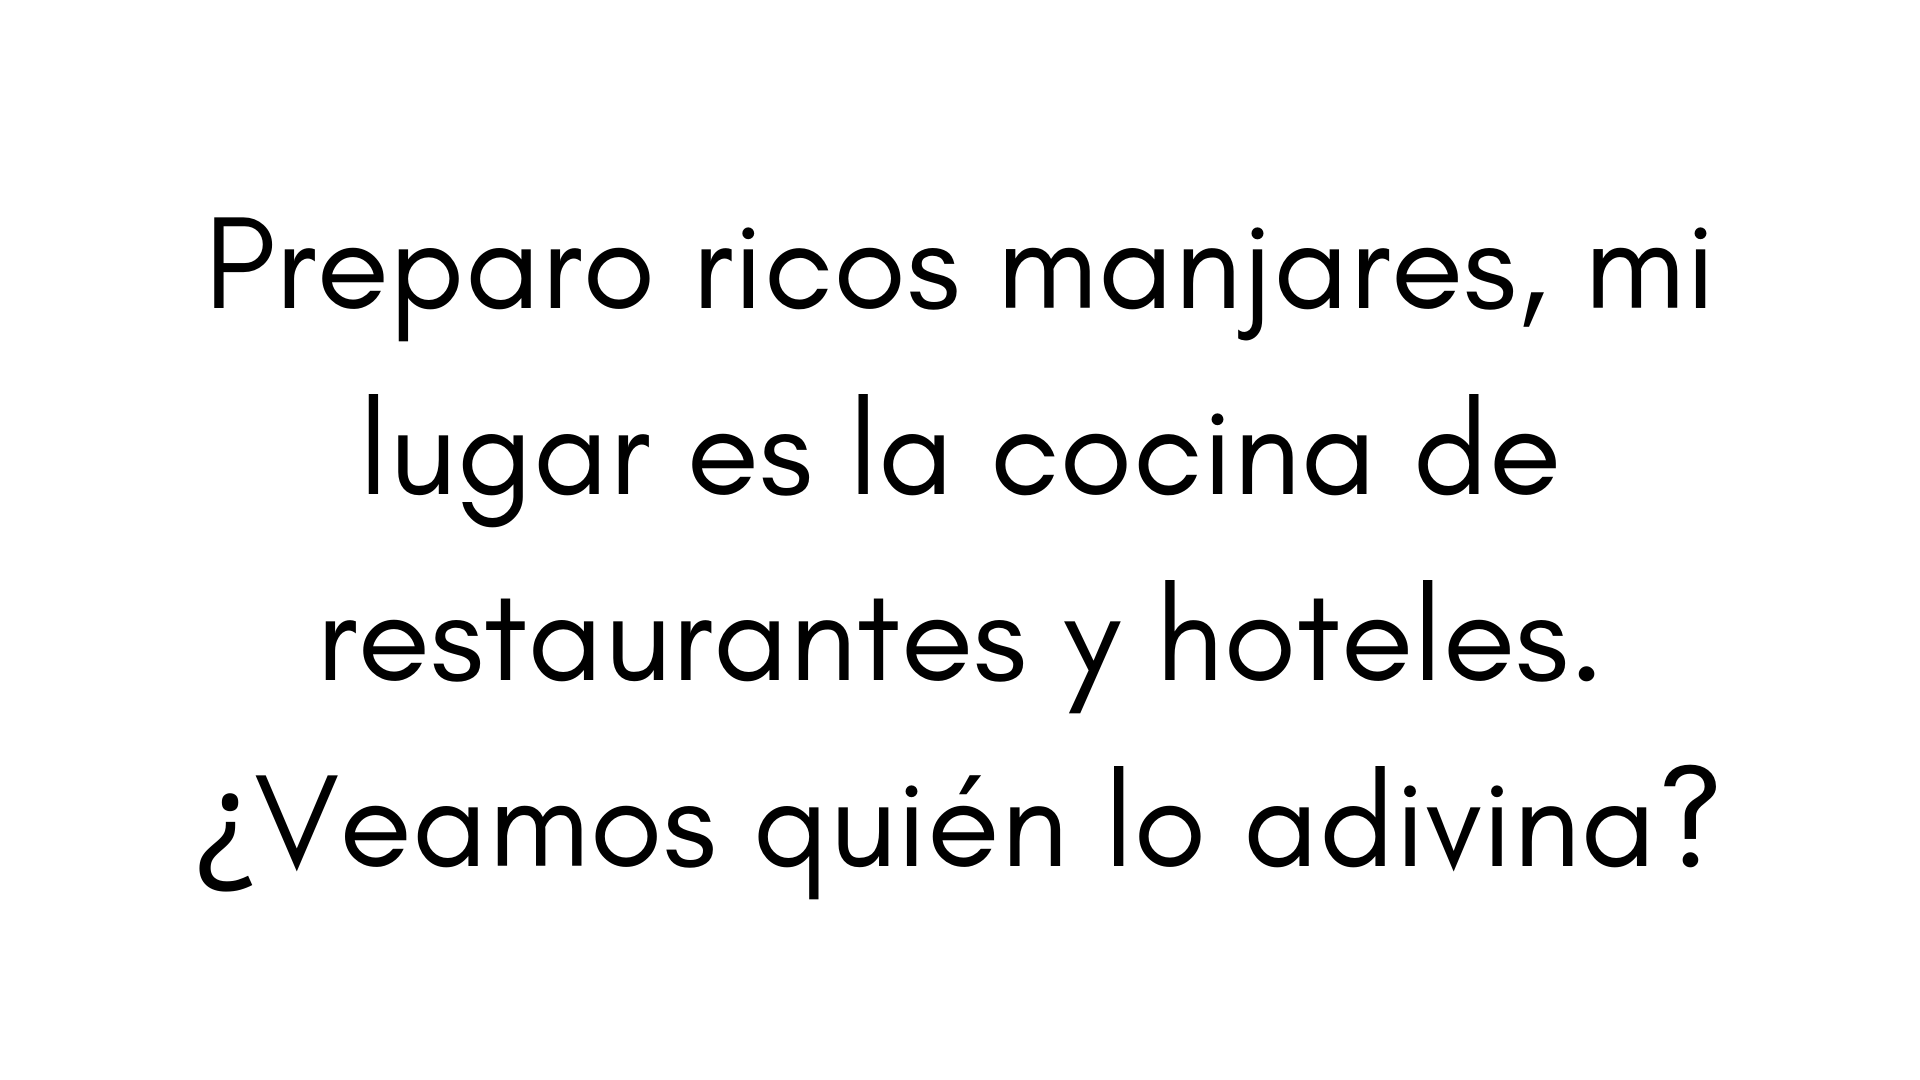 Preparo ricos manjares, mi
lugar es la cocina de
restaurantes y hoteles.
¿Veamos quién lo adivina?